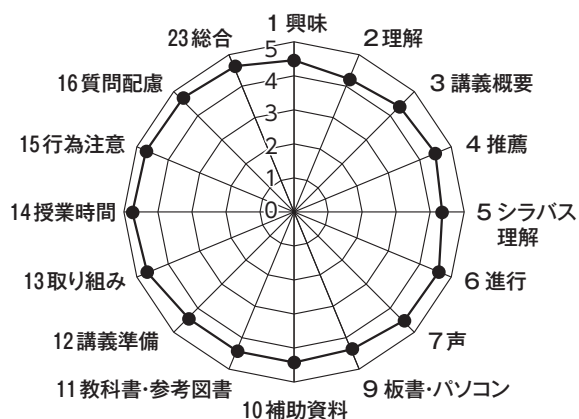 1 興味
2 理解
3 講義概要
4 推薦
5 シラバス
理解
6 進行
7 声
9 板書・パソコン
10 補助資料
11 教科書・参考図書
12 講義準備
13 取り組み
14 授業時間
15 行為注意
16 質問配慮
23 総合
5
4
3
2
1
0